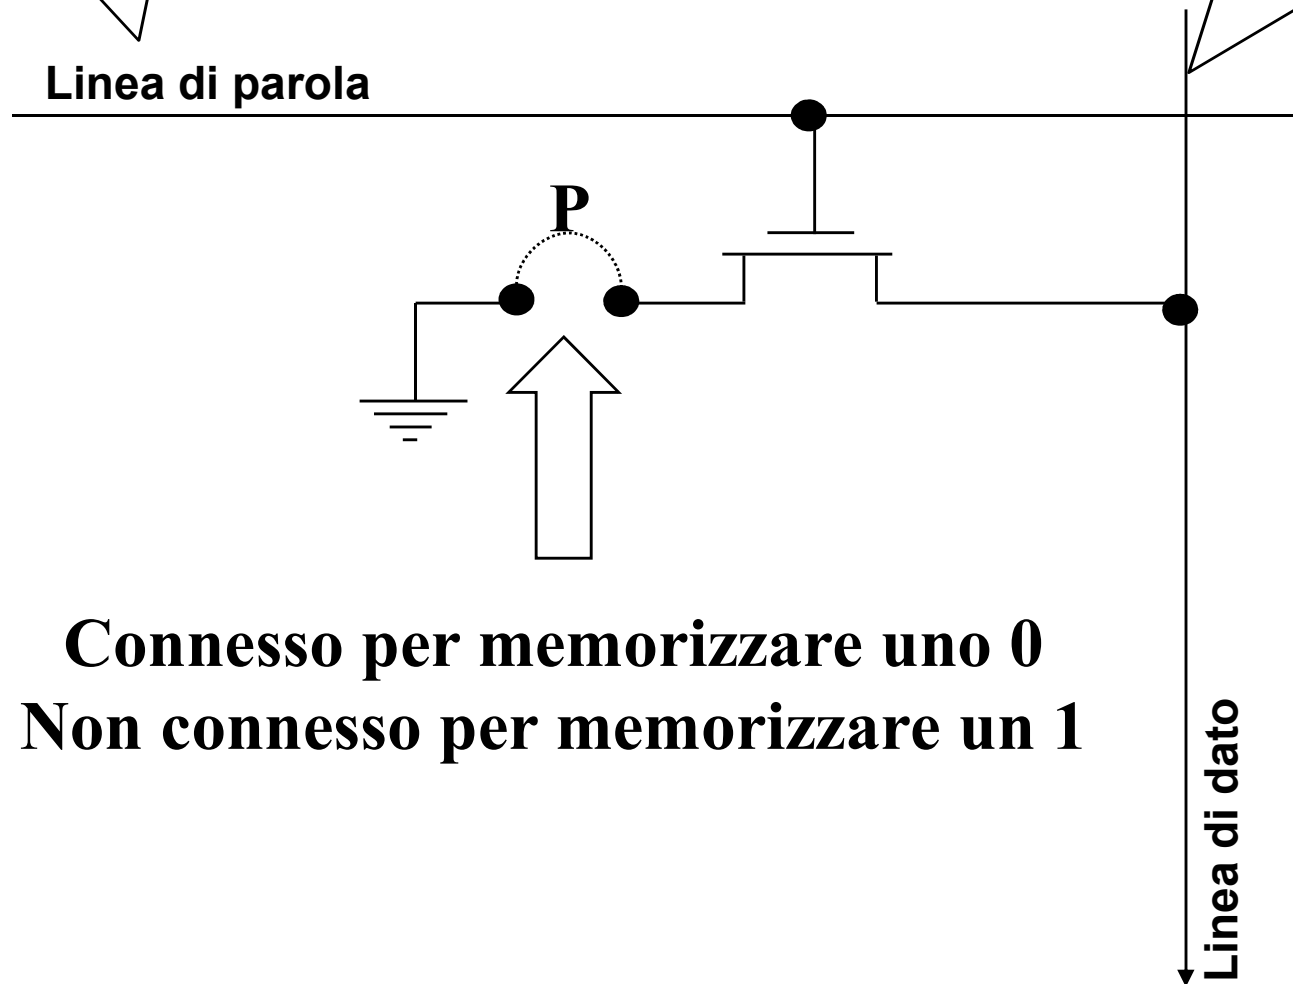 Linea di parola
P
Connesso per memorizzare uno 0
Non connesso per memorizzare un 1
Linea di dato